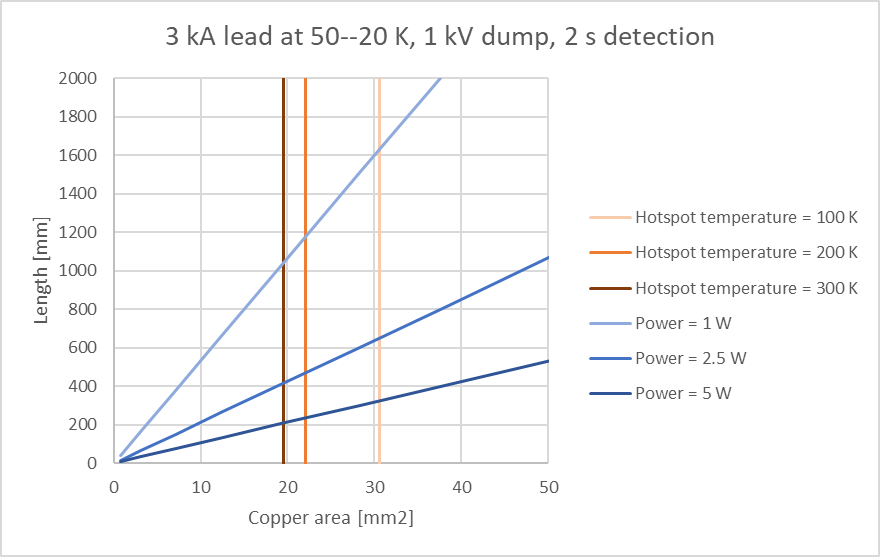 3 kA lead at 50--20 K, 1 kV dump, 2 s detection
2000
1800
1600
1400
1200
1000
800
600
400
200
0
Length [mm]
0 10 20 30 40 50
Copper area [mm2]
Hotspot temperature = 100 K
Hotspot temperature = 200 K
Hotspot temperature = 300 K
Power = 1 W
Power = 2.5 W
Power = 5 W